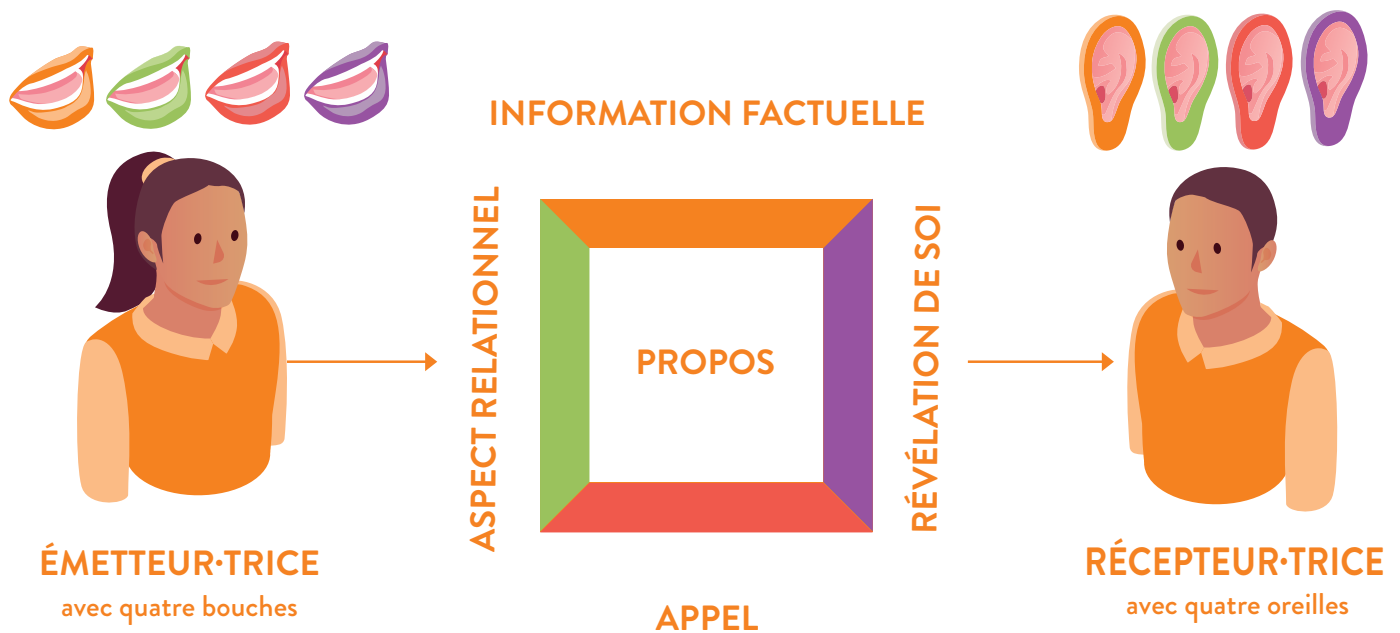 INFORMATION FACTUELLE
ASPECT RELATIONNEL
PROPOS
RÉVÉLATION DE SOI
ÉMETTEUR·TRICE
avec quatre bouches
RÉCEPTEUR·TRICE
avec quatre oreilles
APPEL